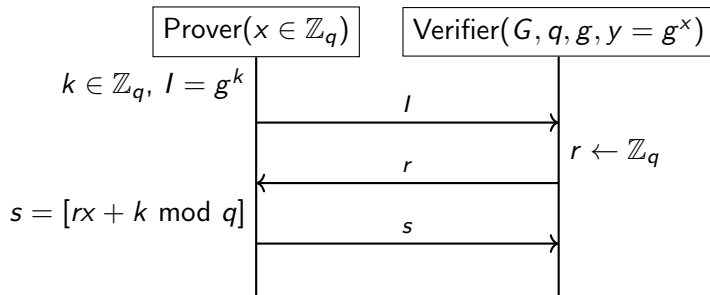 Prover(x ∈ ℤ_q) Verifier(G, q, g, y = g^x)
k ∈ ℤ_q, I = g^k
I
r ← ℤ_q
r
s = [rx + k mod q]
s